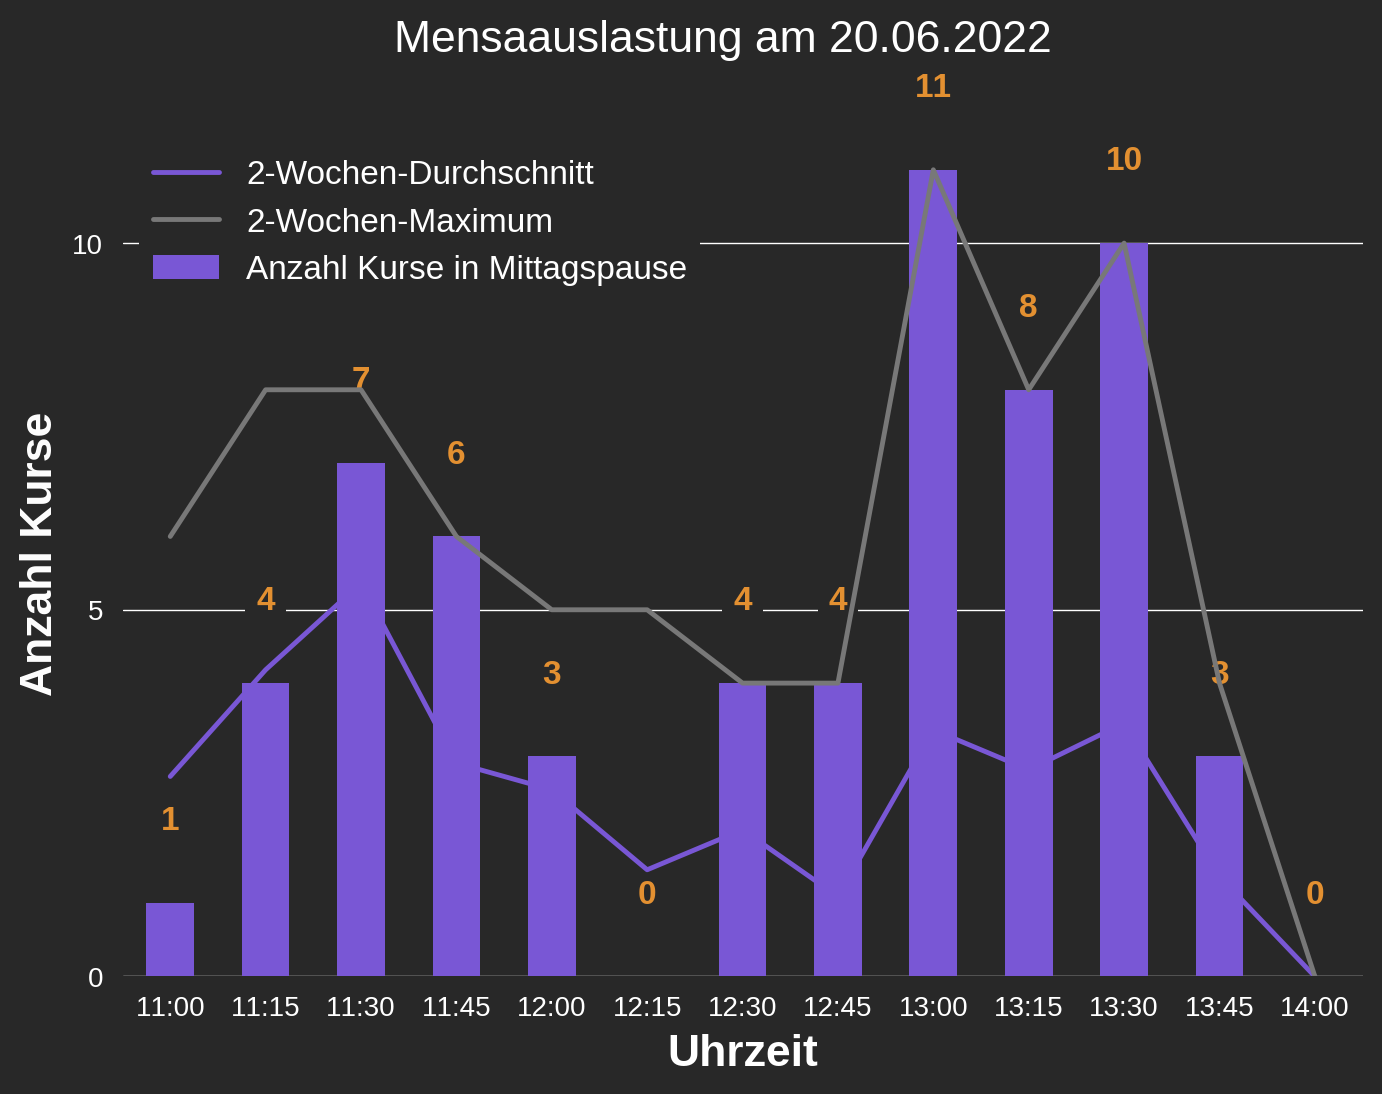 Mensaauslastung am 20.06.2022
11
10
2-Wochen-Durchschnitt
2-Wochen-Maximum
Anzahl Kurse in Mittagspause
10
8
7
6
Anzahl Kurse
5
4
4
4
3
3
1
0
0
0
11:00 11:15 11:30 11:45 12:00 12:15 12:30 12:45 13:00 13:15 13:30 13:45 14:00
Uhrzeit